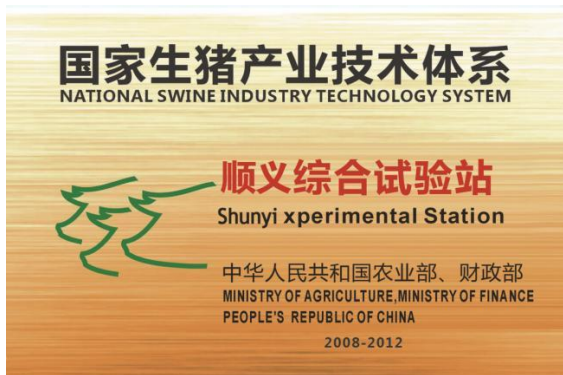 国家生猪产业技术体系
NATIONAL SWINE INDUSTRY TECHNOLOGY SYSTEM
顺义综合试验站
Shunyi xperimental Station
中华人民共和国农业部、财政部
MINISTRY OF AGRICULTURE,MINISTRY OF FINANCE
PEOPLE'S REPUBLIC OF CHINA
2008-2012